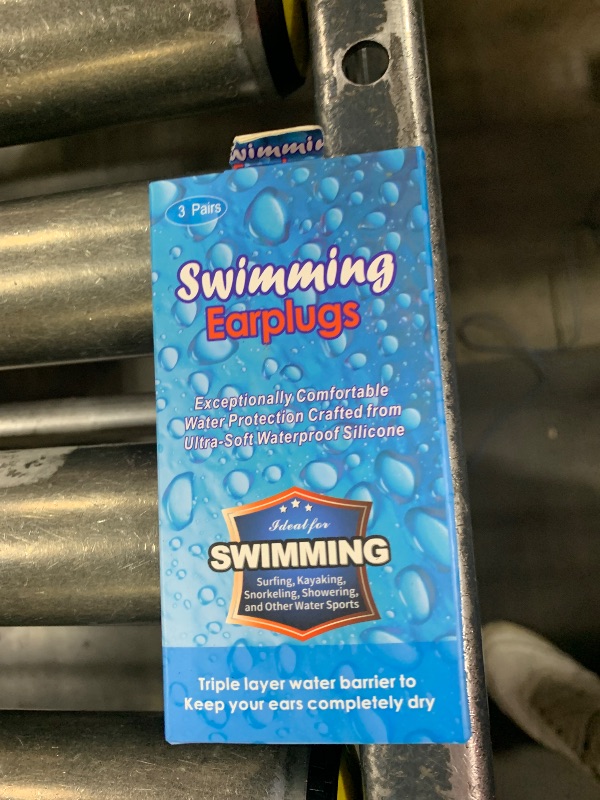 3 Pairs
Swimming
Earplugs
Exceptionally Comfortable
Water Protection Crafted from
Ultra-Soft Waterproof Silicone
Ideal for
SWIMMING
Surfing, Kayaking,
Snorkeling, Showering,
and Other Water Sports
Triple layer water barrier to
Keep your ears completely dry